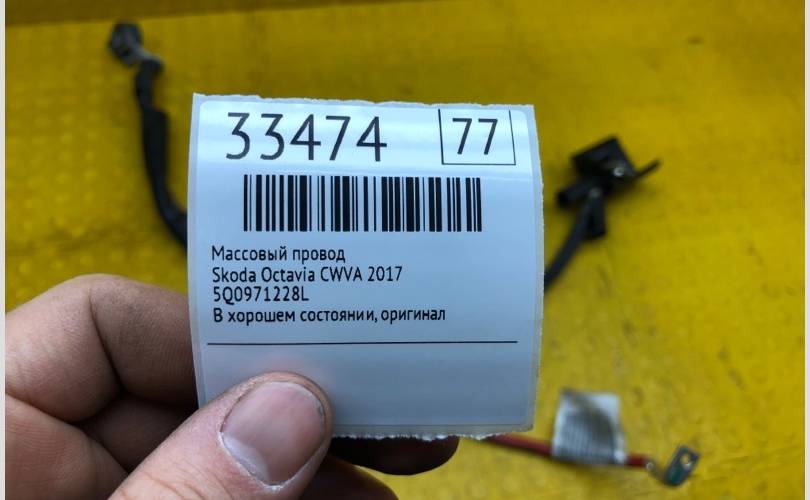 33474
77
Массовый провод
Skoda Octavia CWVA 2017
5Q0971228L
В хорошем состоянии, оригинал